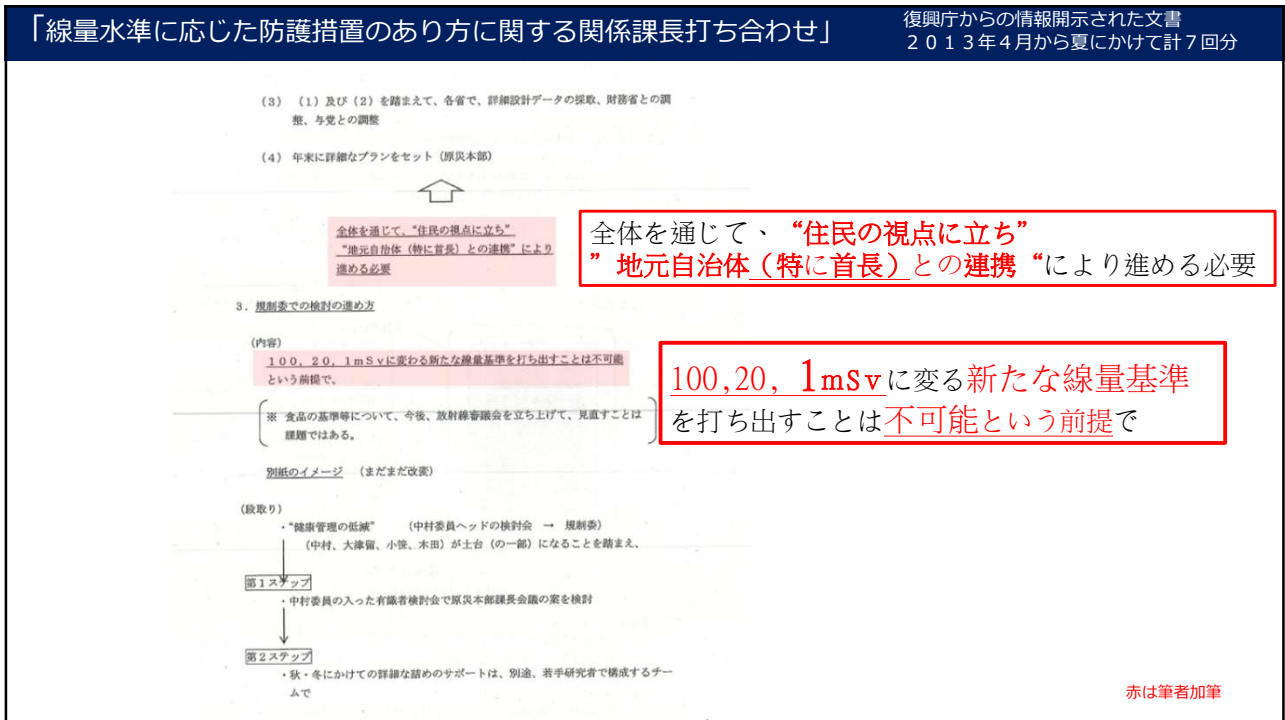 「線量水準に応じた防護措置のあり方に関する関係課長打ち合わせ」
復興庁からの情報開示された文書
２０１３年４月から夏にかけて計７回分
(3) (1) 及び (2) を踏まえて、各省で、詳細設計データの採取、財務省との調
整、与党との調整
(4) 年末に詳細なプランをセット (原災本部)
全体を通じて、"住民の視点に立ち"
"地元自治体 (特に首長) との連携" により
進める必要
全体を通じて、“住民の視点に立ち”
”地元自治体（特に首長）との連携“により進める必要
3．規制委での検討の進め方
(内容)
１００，２０，１ｍＳｖに変わる新たな線量基準を打ち出すことは不可能
という前提で、
100,20, 1mSvに変る新たな線量基準
を打ち出すことは不可能という前提で
※ 食品の基準等について、今後、放射線審議会を立ち上げて、見直すことは
課題ではある。
別紙のイメージ (まだまだ改変)
(段取り)
・"健康管理の低減" (中村委員ヘッドの検討会 → 規制委)
(中村、大津留、小笹、木田) が土台 (の一部) になることを踏まえ、
第１ステップ
・中村委員の入った有識者検討会で原災本部課長会議の案を検討
第２ステップ
・秋・冬にかけての詳細な詰めのサポートは、別途、若手研究者で構成するチー
ムで
赤は筆者加筆